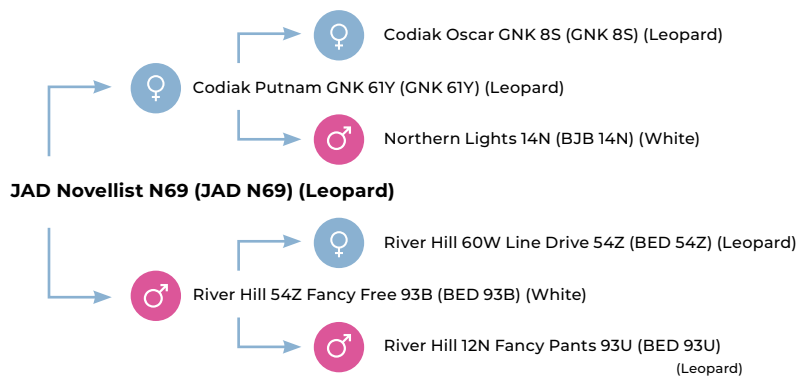 Codiak Oscar GNK 8S (GNK 8S) (Leopard)
Codiak Putnam GNK 61Y (GNK 61Y) (Leopard)
Northern Lights 14N (BJB 14N) (White)
JAD Novellist N69 (JAD N69) (Leopard)
River Hill 60W Line Drive 54Z (BED 54Z) (Leopard)
River Hill 54Z Fancy Free 93B (BED 93B) (White)
River Hill 12N Fancy Pants 93U (BED 93U)
(Leopard)